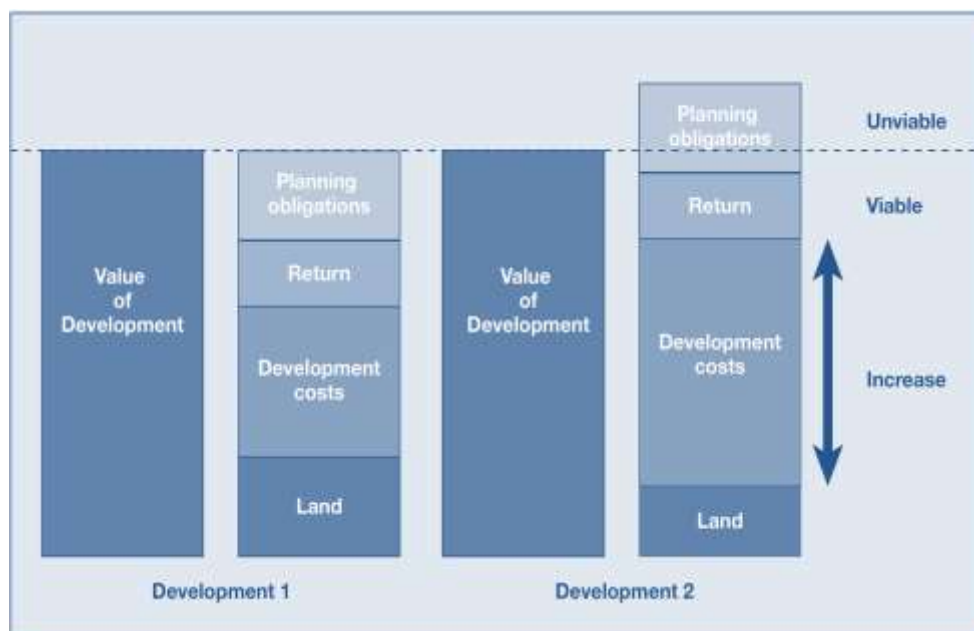 Value
of
Development
Planning
obligations
Return
Development
costs
Land
Development 1
Value
of
Development
Planning
obligations
Return
Development
costs
Land
Development 2
Unviable
Viable
Increase